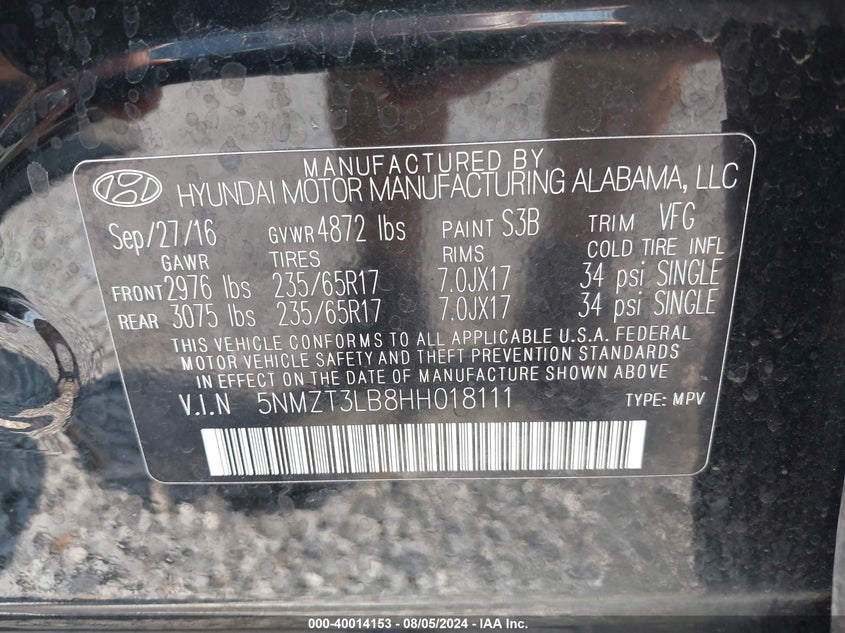 MANUFACTURED BY
HYUNDAI MOTOR MANUFACTURING ALABAMA, LLC
Sep/27/16 GVWR 4872 lbs PAINT S3B TRIM VFG
GAWR TIRES RIMS COLD TIRE INFL
FRONT 2976 lbs 235/65R17 7.0JX17 34 psi SINGLE
REAR 3075 lbs 235/65R17 7.0JX17 34 psi SINGLE
THIS VEHICLE CONFORMS TO ALL APPLICABLE U.S.A. FEDERAL
MOTOR VEHICLE SAFETY AND THEFT PREVENTION STANDARDS
IN EFFECT ON THE DATE OF MANUFACTURE SHOWN ABOVE
V.I.N 5NMZT3LB8HH018111 TYPE: MPV
000-40014153 - 08/05/2024 - IAA Inc.